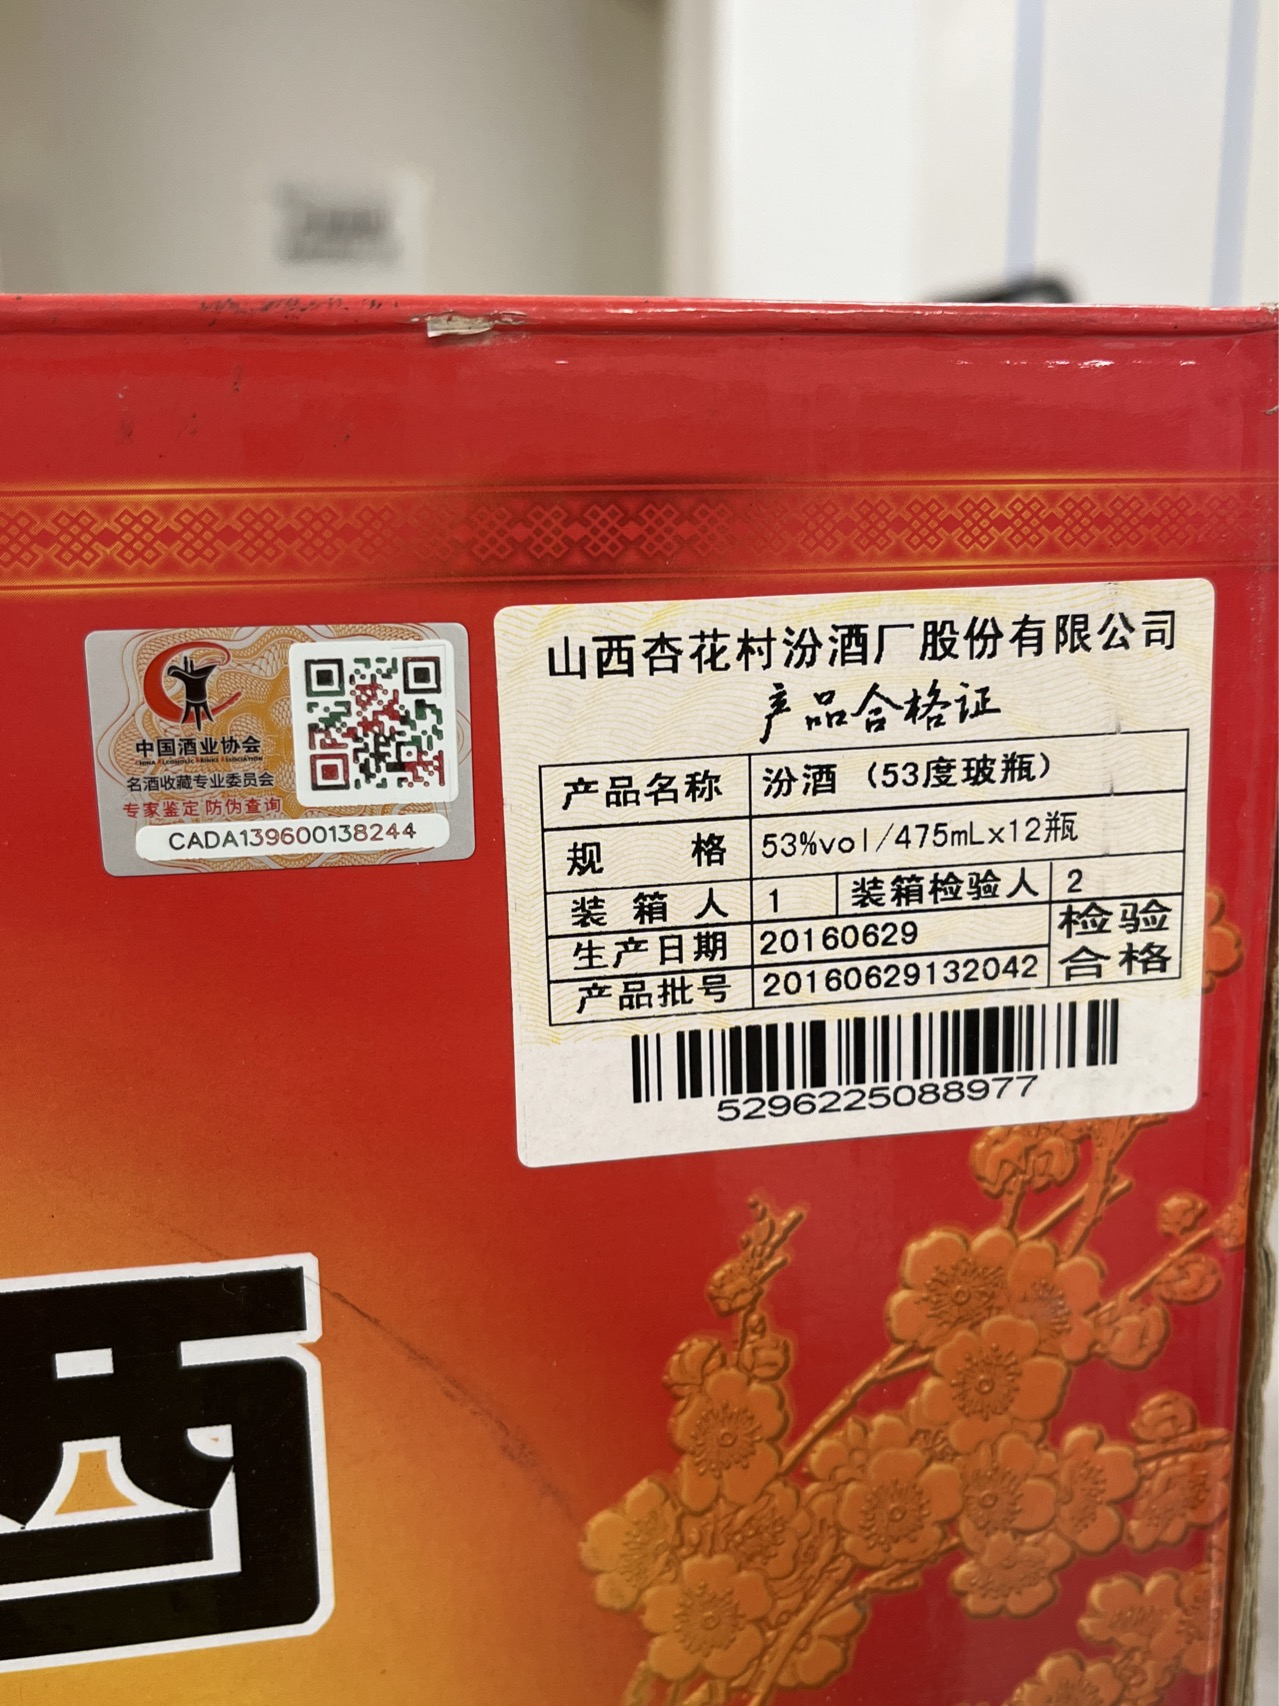 中国酒业协会
CHINA ALCOHOLIC DRINKS ASSOCIATION
名酒收藏专业委员会
专家鉴定 防伪查询
CADA139600138244
山西杏花村汾酒厂股份有限公司
产品合格证
产品名称 汾酒（53度玻瓶）
规格 53%vol/475mLx12瓶
装箱人 1 装箱检验人 2
生产日期 20160629 检验
产品批号 20160629132042 合格
5296225088977